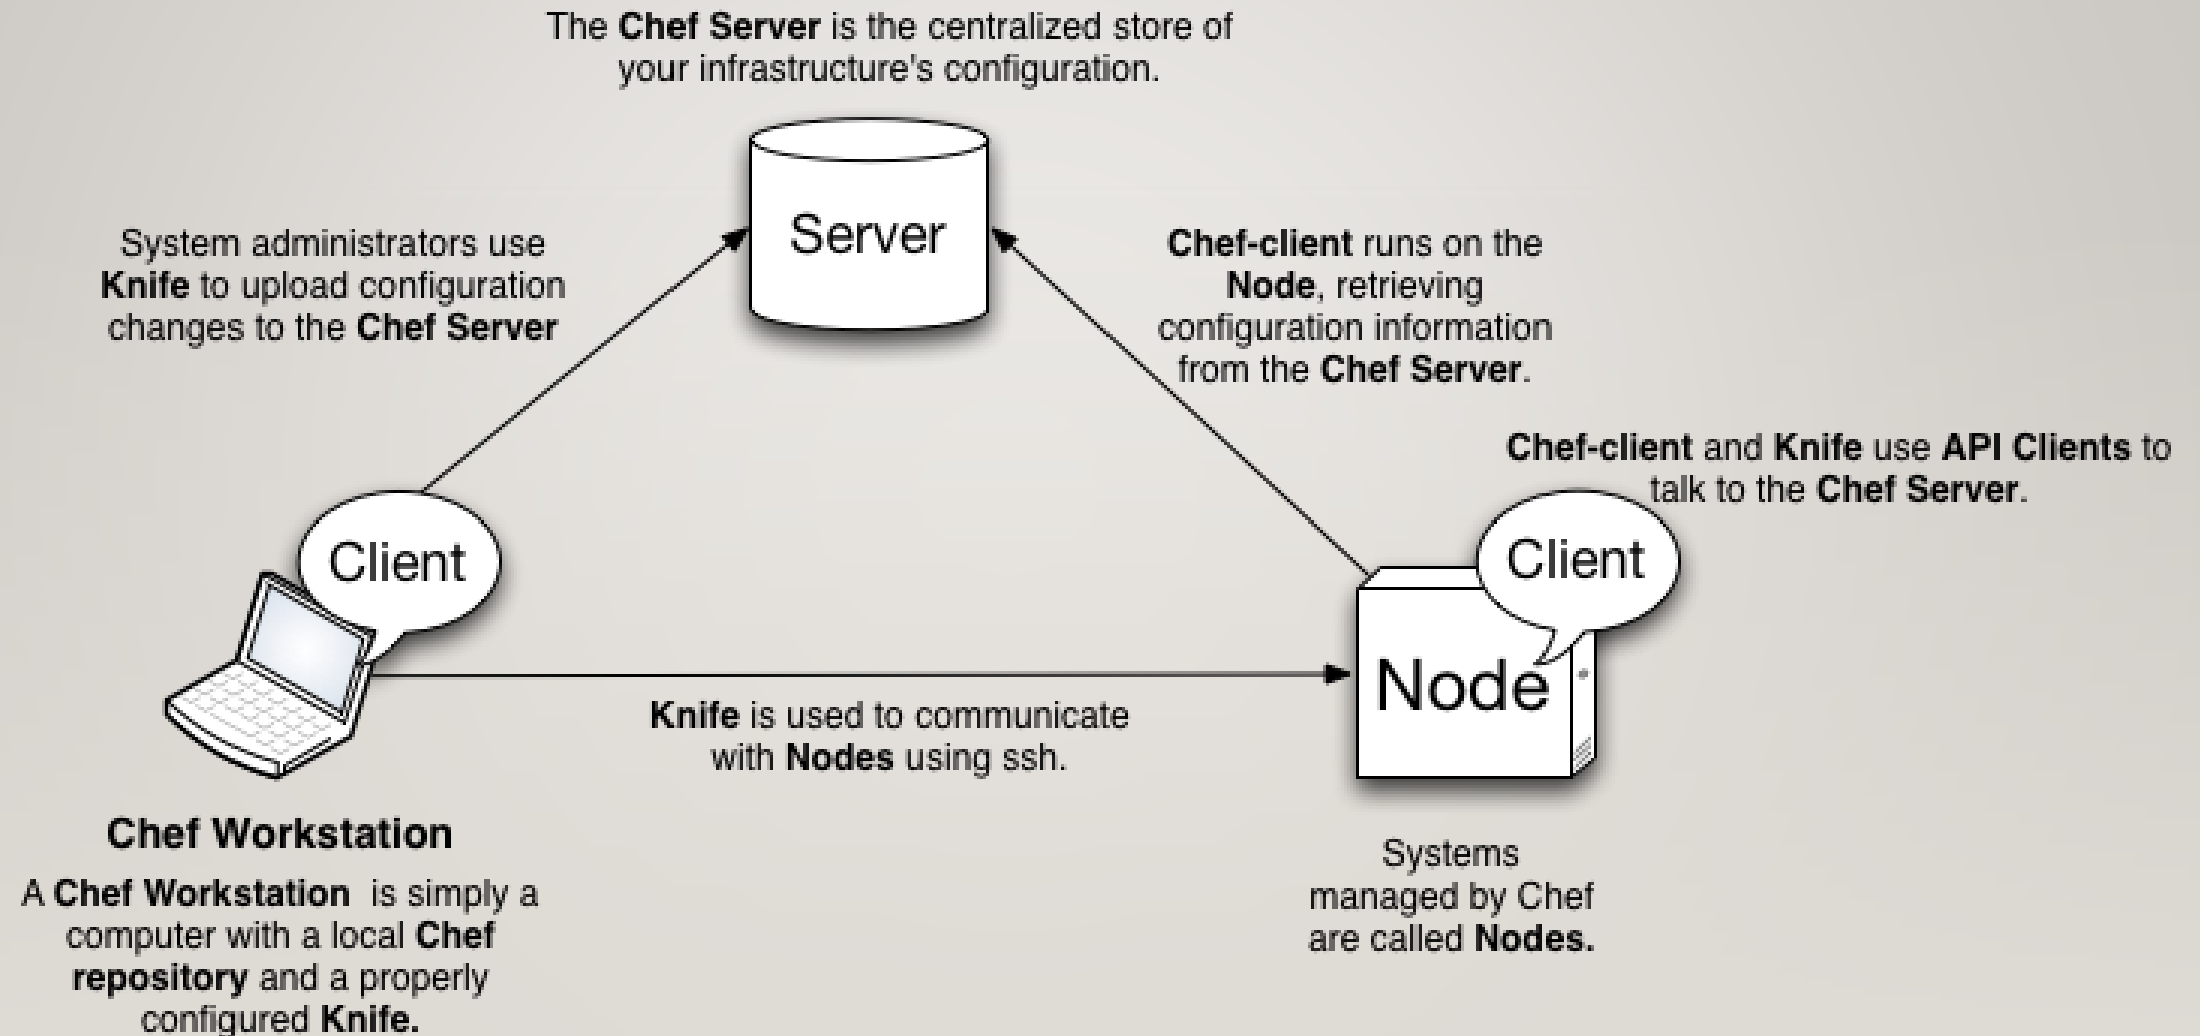 The Chef Server is the centralized store of
your infrastructure's configuration.
Server
System administrators use
Knife to upload configuration
changes to the Chef Server
Chef-client runs on the
Node, retrieving
configuration information
from the Chef Server.
Chef-client and Knife use API Clients to
talk to the Chef Server.
Client
Client
Node
Knife is used to communicate
with Nodes using ssh.
Chef Workstation
A Chef Workstation is simply a
computer with a local Chef
repository and a properly
configured Knife.
Systems
managed by Chef
are called Nodes.